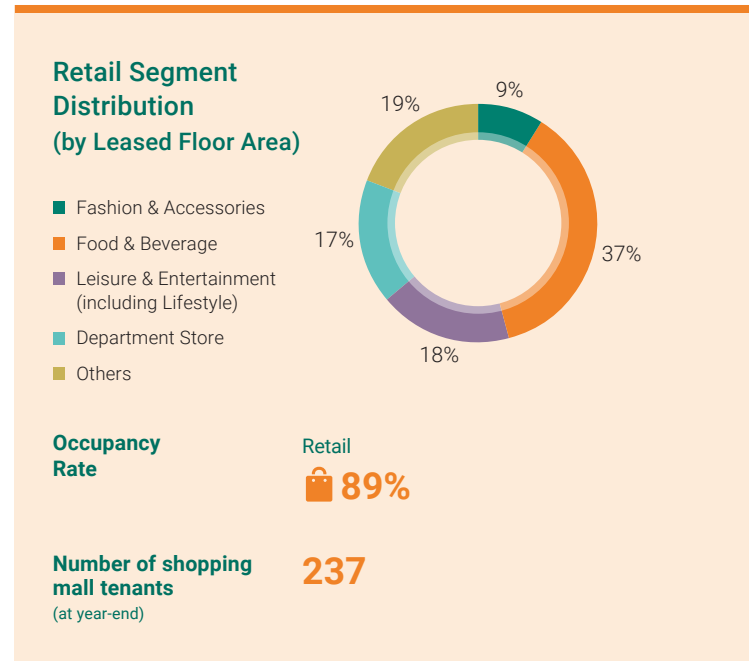 Retail Segment
Distribution
(by Leased Floor Area)
Fashion & Accessories
Food & Beverage
Leisure & Entertainment
(including Lifestyle)
Department Store
Others
9%
37%
18%
17%
19%
Occupancy
Rate
Retail
89%
Number of shopping
mall tenants
(at year-end)
237